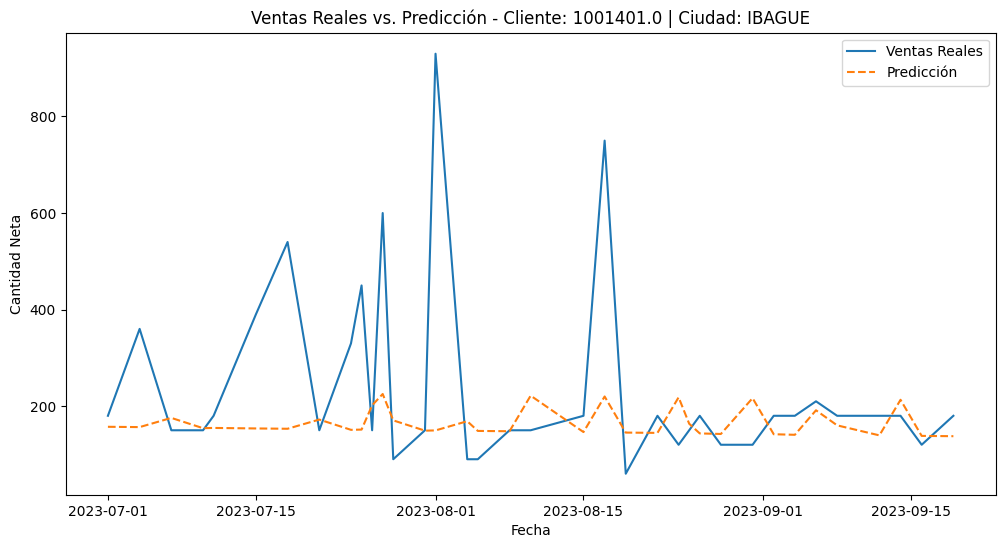 Ventas Reales vs. Predicción - Cliente: 1001401.0 | Ciudad: IBAGUE
Ventas Reales
Predicción
Cantidad Neta
800
600
400
200
2023-07-01
2023-07-15
2023-08-01
2023-08-15
2023-09-01
2023-09-15
Fecha